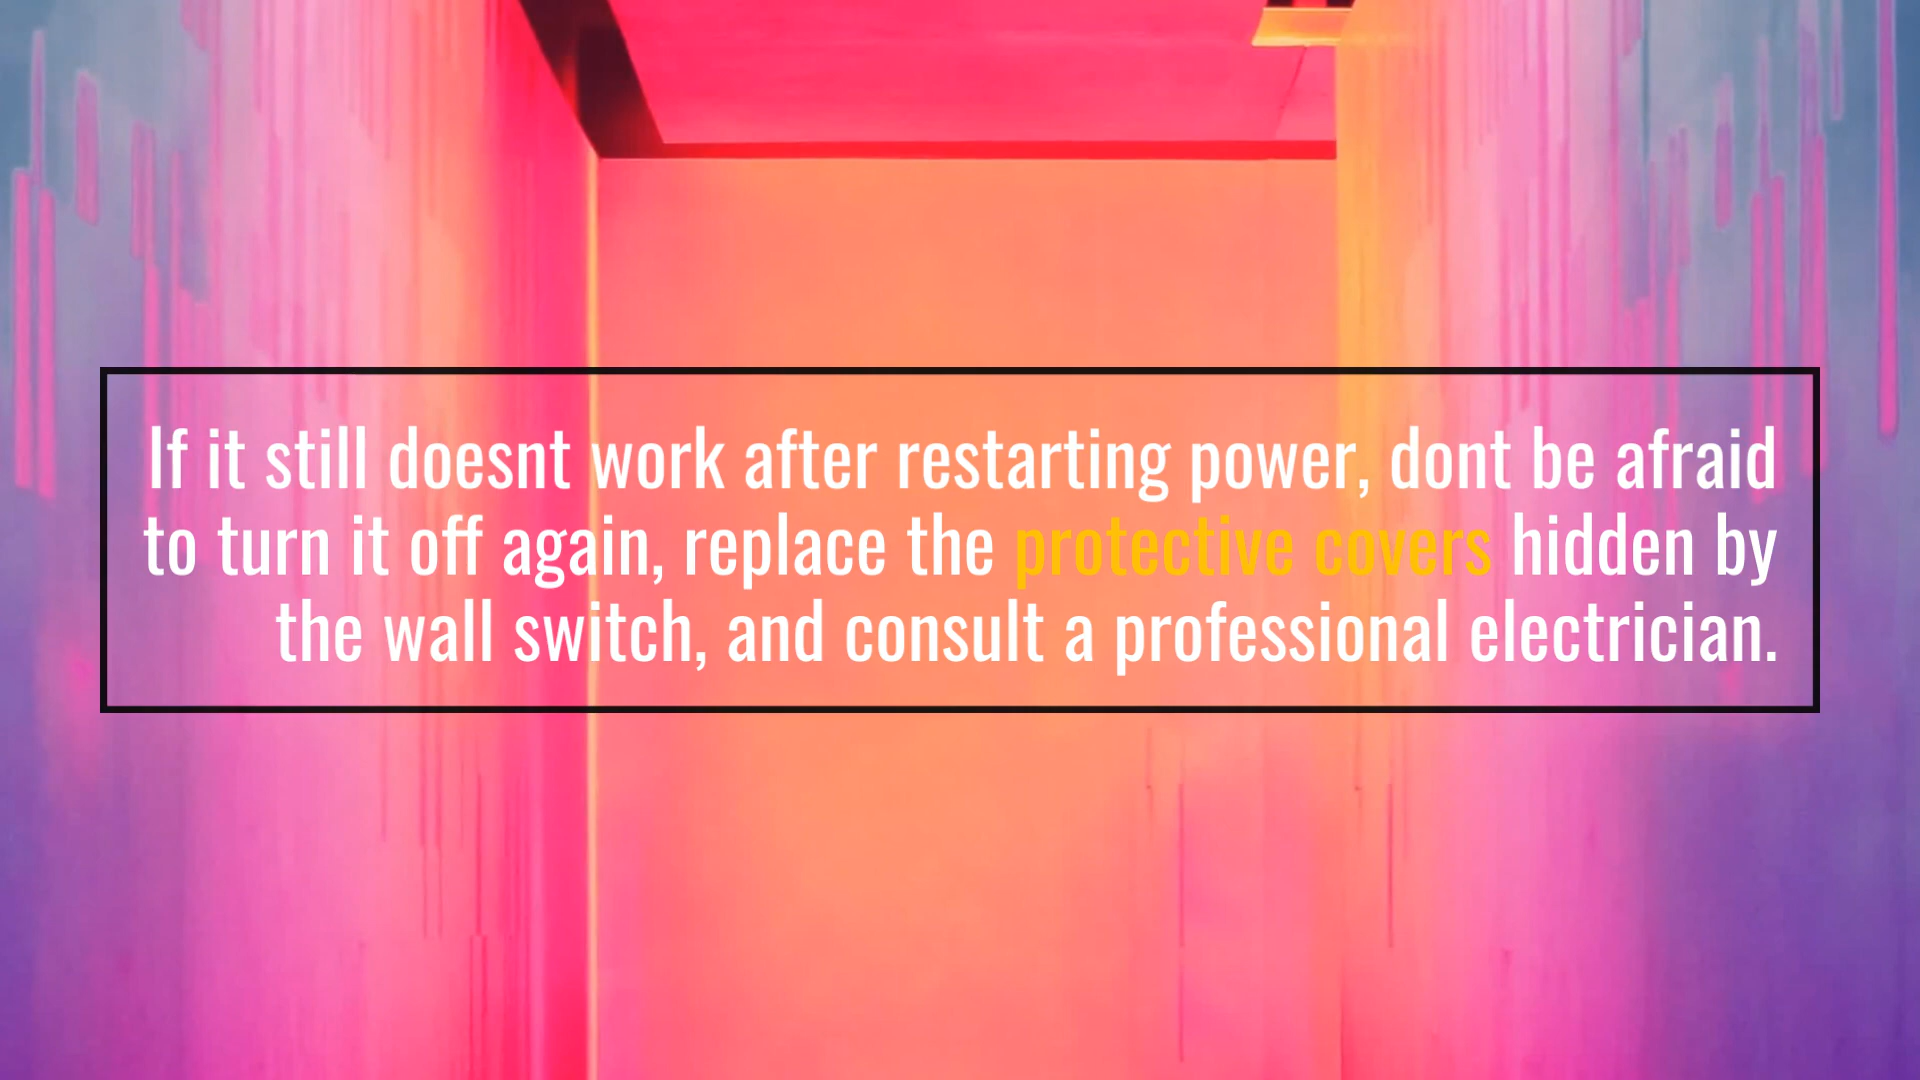 If it still doesnt work after restarting power, dont be afraid
to turn it off again, replace the protective covers hidden by
the wall switch, and consult a professional electrician.